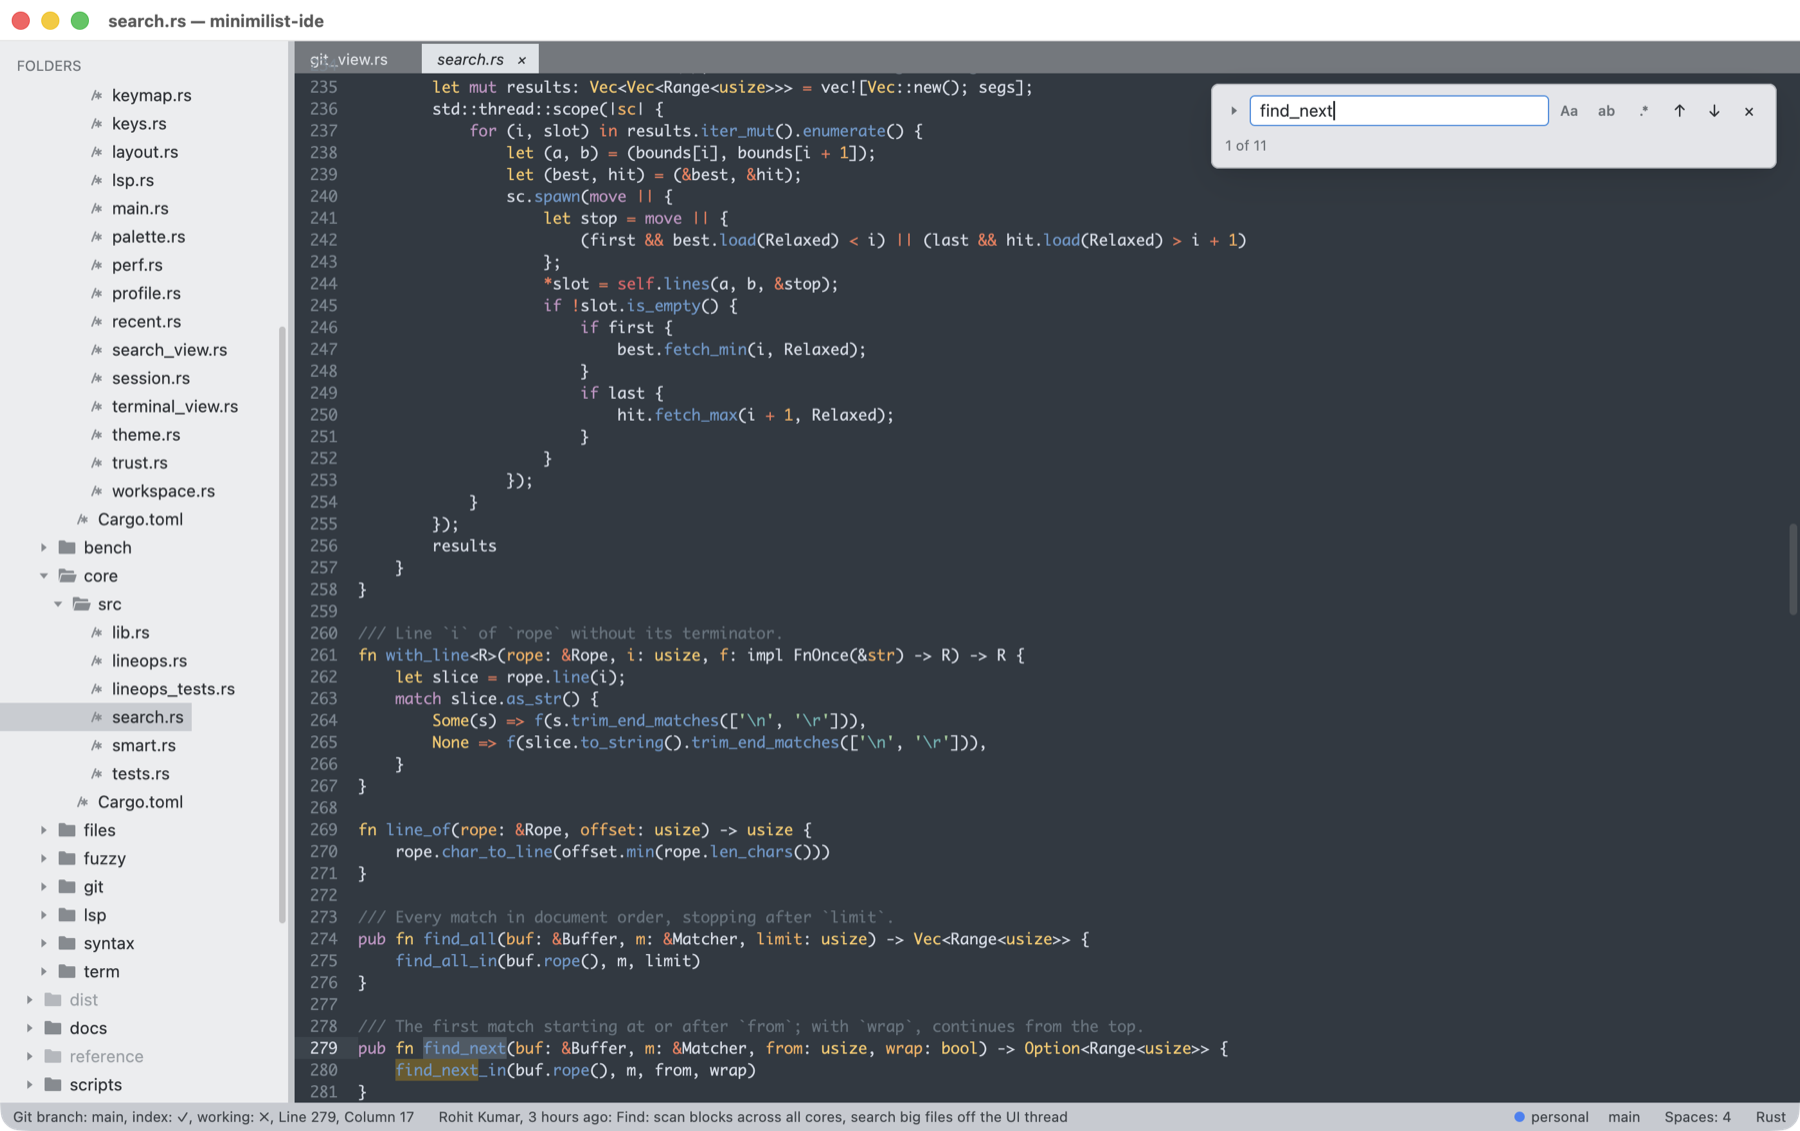 search.rs — minimilist-ide
FOLDERS
keymap.rs
keys.rs
layout.rs
lsp.rs
main.rs
palette.rs
perf.rs
profile.rs
recent.rs
search_view.rs
session.rs
terminal_view.rs
theme.rs
trust.rs
workspace.rs
Cargo.toml
bench
core
src
lib.rs
lineops.rs
lineops_tests.rs
search.rs
smart.rs
tests.rs
Cargo.toml
files
fuzzy
git
lsp
syntax
term
dist
docs
reference
scripts
git_view.rs
search.rs ×
find_next Aa ab .* ↑ ↓ ×
1 of 11
235 let mut results: Vec<Vec<Range<usize>>> = vec![Vec::new(); segs];
236 std::thread::scope(|sc| {
237 for (i, slot) in results.iter_mut().enumerate() {
238 let (a, b) = (bounds[i], bounds[i + 1]);
239 let (best, hit) = (&best, &hit);
240 sc.spawn(move || {
241 let stop = move || {
242 (first && best.load(Relaxed) < i) || (last && hit.load(Relaxed) > i + 1)
243 };
244 *slot = self.lines(a, b, &stop);
245 if !slot.is_empty() {
246 if first {
247 best.fetch_min(i, Relaxed);
248 }
249 if last {
250 hit.fetch_max(i + 1, Relaxed);
251 }
252 }
253 });
254 }
255 });
256 results
257 }
258 }
259
260 /// Line `i` of `rope` without its terminator.
261 fn with_line<R>(rope: &Rope, i: usize, f: impl FnOnce(&str) -> R) -> R {
262 let slice = rope.line(i);
263 match slice.as_str() {
264 Some(s) => f(s.trim_end_matches(['\n', '\r'])),
265 None => f(slice.to_string().trim_end_matches(['\n', '\r'])),
266 }
267 }
268
269 fn line_of(rope: &Rope, offset: usize) -> usize {
270 rope.char_to_line(offset.min(rope.len_chars()))
271 }
272
273 /// Every match in document order, stopping after `limit`.
274 pub fn find_all(buf: &Buffer, m: &Matcher, limit: usize) -> Vec<Range<usize>> {
275 find_all_in(buf.rope(), m, limit)
276 }
277
278 /// The first match starting at or after `from`; with `wrap`, continues from the top.
279 pub fn find_next(buf: &Buffer, m: &Matcher, from: usize, wrap: bool) -> Option<Range<usize>> {
280 find_next_in(buf.rope(), m, from, wrap)
281 }
Git branch: main, index: ✓, working: ✕, Line 279, Column 17 Rohit Kumar, 3 hours ago: Find: scan blocks across all cores, search big files off the UI thread personal main Spaces: 4 Rust